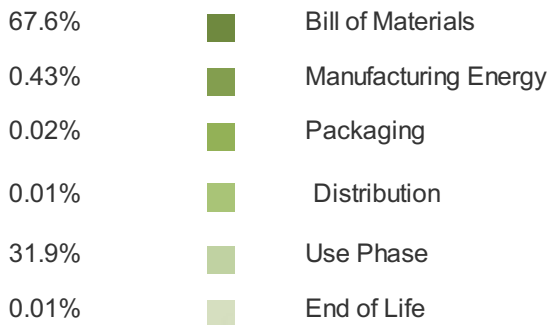 67.6% Bill of Materials
0.43% Manufacturing Energy
0.02% Packaging
0.01% Distribution
31.9% Use Phase
0.01% End of Life